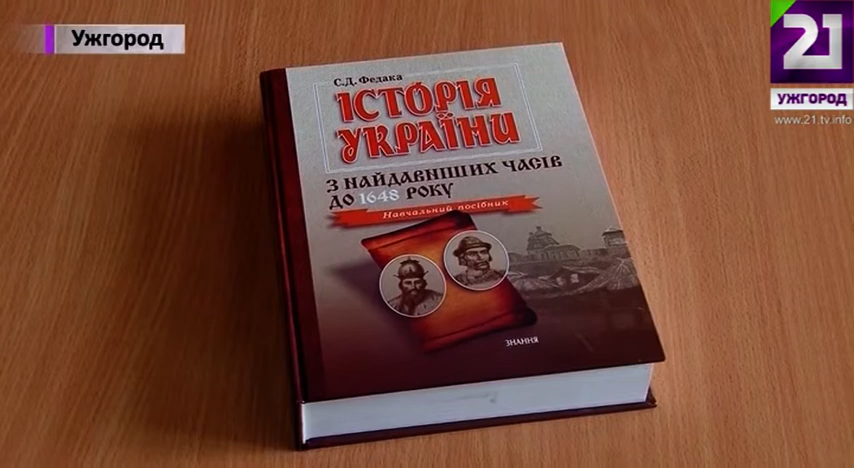 Ужгород
21
УЖГОРОД
www.21.tv.info
С.Д. Федака
ІСТОРІЯ
УКРАЇНИ
З НАЙДАВНІШИХ ЧАСІВ
ДО 1648 РОКУ
Навчальний посібник
ЗНАННЯ